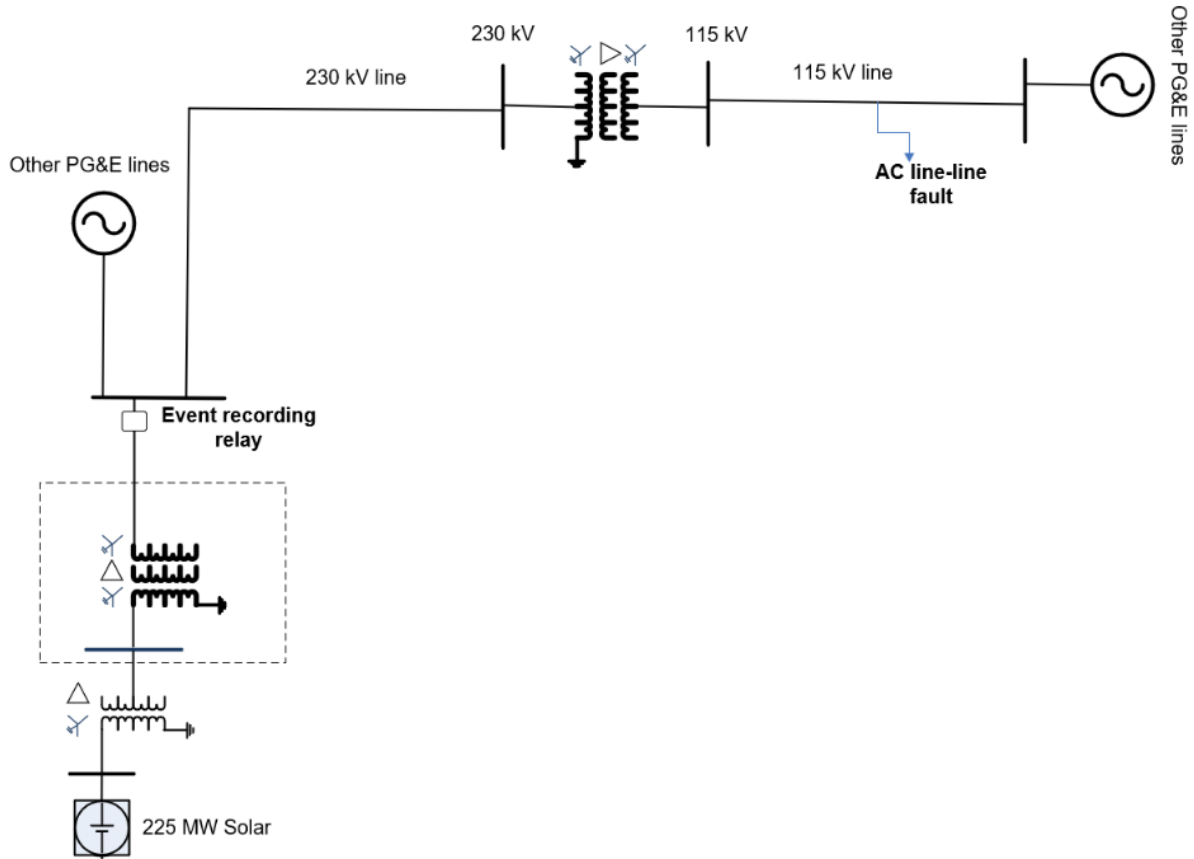 230 kV
115 kV
230 kV line
115 kV line
Other PG&E lines
Other PG&E lines
AC line-line
fault
Event recording
relay
225 MW Solar